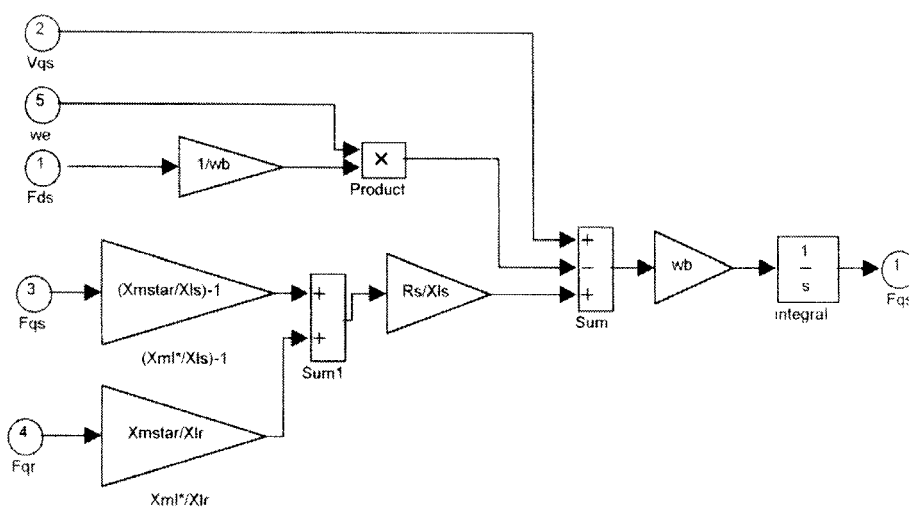 2
Vqs
5
we
1
Fds
1/wb
×
Product
3
Fqs
(Xmstar/Xls)-1
(Xml*/Xls)-1
+
+
Sum1
Rs/Xls
4
Fqr
Xmstar/Xlr
Xml*/Xlr
+
−
+
Sum
wb
1
s
integral
1
Fqs